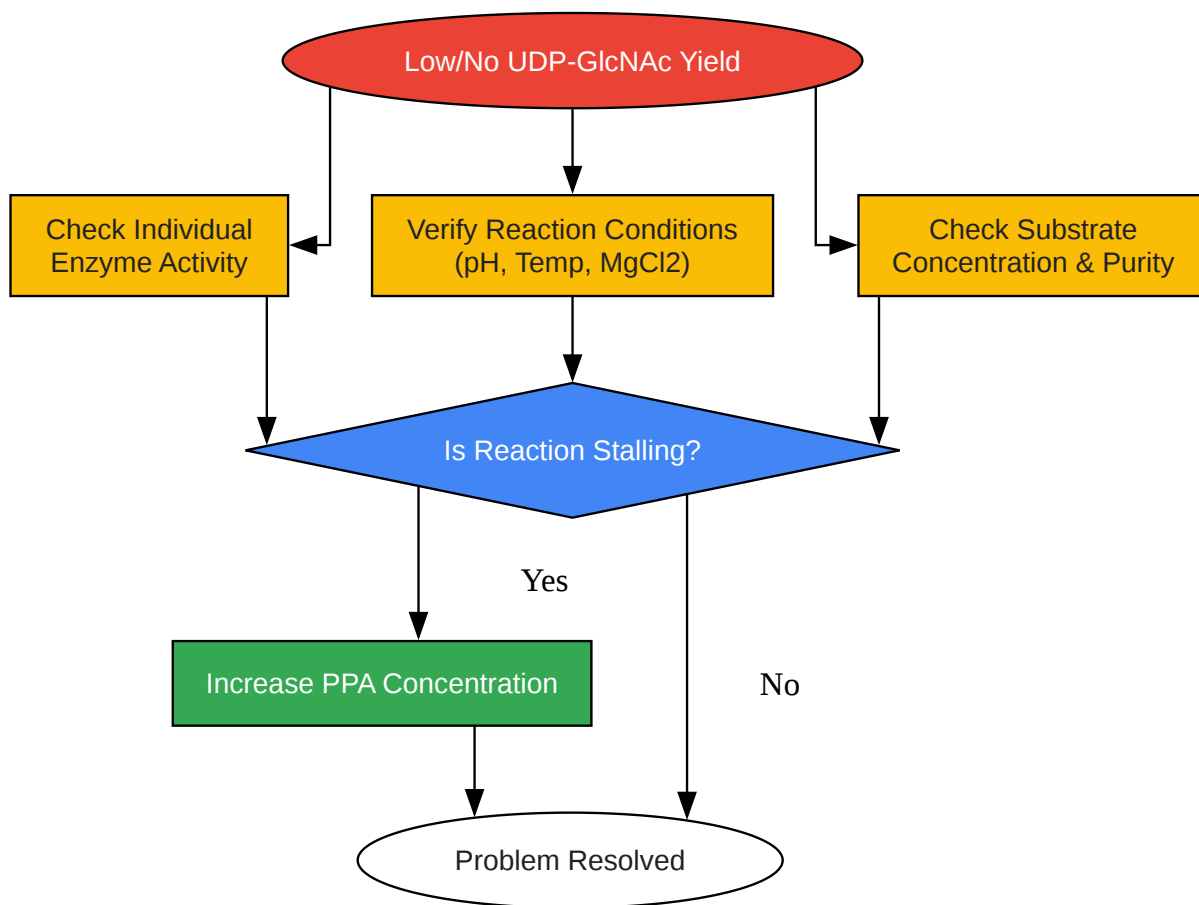 Low/No UDP-GlcNAc Yield
Check Individual
Enzyme Activity
Verify Reaction Conditions
(pH, Temp, MgCl2)
Check Substrate
Concentration & Purity
Is Reaction Stalling?
Yes
Increase PPA Concentration
No
Problem Resolved